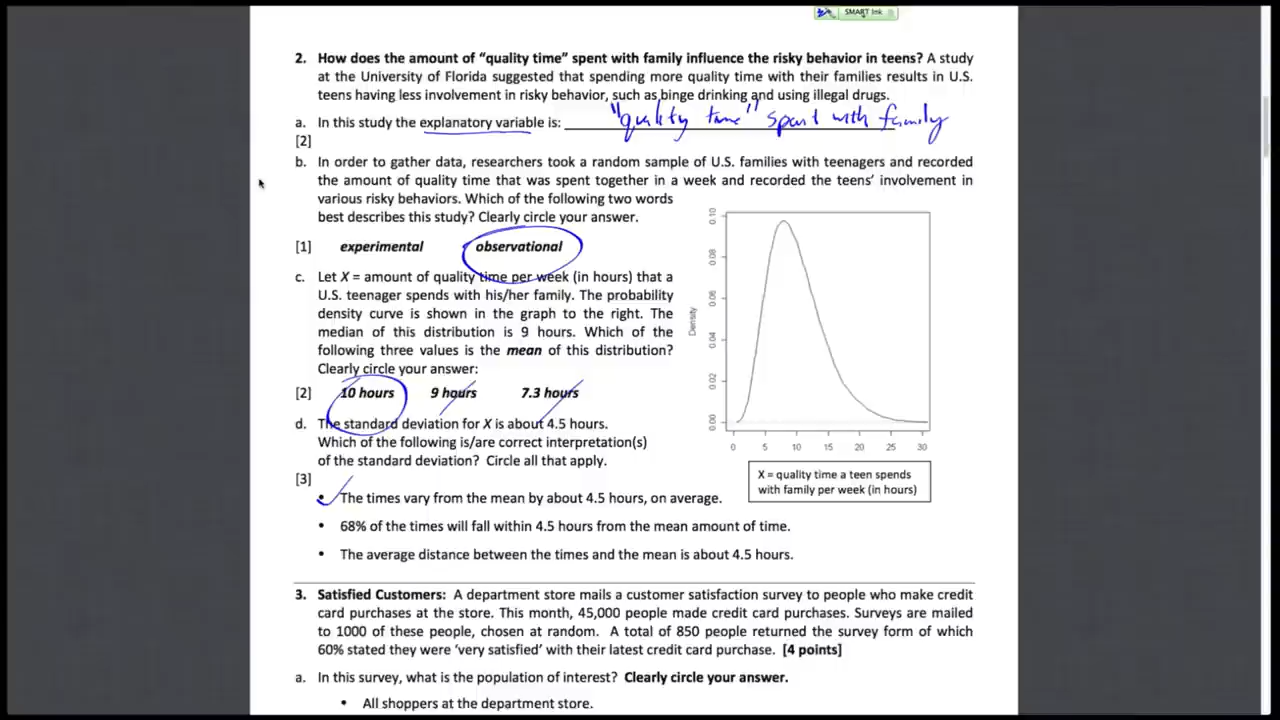 SMART Ink
2. How does the amount of “quality time” spent with family influence the risky behavior in teens? A study
at the University of Florida suggested that spending more quality time with their families results in U.S.
teens having less involvement in risky behavior, such as binge drinking and using illegal drugs.
a. In this study the explanatory variable is: "quality time" spent with family
[2]
b. In order to gather data, researchers took a random sample of U.S. families with teenagers and recorded
the amount of quality time that was spent together in a week and recorded the teens’ involvement in
various risky behaviors. Which of the following two words
best describes this study? Clearly circle your answer.
[1] experimental observational
c. Let X = amount of quality time per week (in hours) that a
U.S. teenager spends with his/her family. The probability
density curve is shown in the graph to the right. The
median of this distribution is 9 hours. Which of the
following three values is the mean of this distribution?
Clearly circle your answer:
[2] 10 hours 9 hours 7.3 hours
d. The standard deviation for X is about 4.5 hours.
Which of the following is/are correct interpretation(s)
of the standard deviation? Circle all that apply.
[3]
• The times vary from the mean by about 4.5 hours, on average.
• 68% of the times will fall within 4.5 hours from the mean amount of time.
• The average distance between the times and the mean is about 4.5 hours.
Density
0.10
0.08
0.06
0.04
0.02
0.00
0 5 10 15 20 25 30
X = quality time a teen spends
with family per week (in hours)
3. Satisfied Customers: A department store mails a customer satisfaction survey to people who make credit
card purchases at the store. This month, 45,000 people made credit card purchases. Surveys are mailed
to 1000 of these people, chosen at random. A total of 850 people returned the survey form of which
60% stated they were ‘very satisfied’ with their latest credit card purchase. [4 points]
a. In this survey, what is the population of interest? Clearly circle your answer.
• All shoppers at the department store.